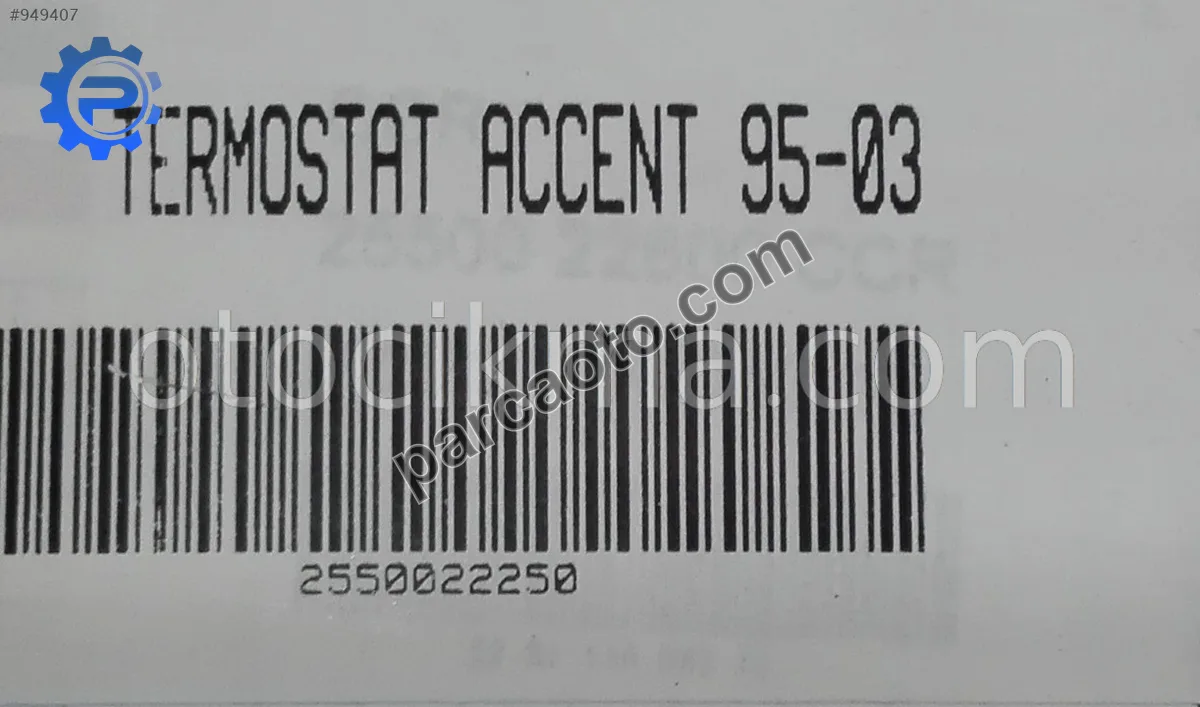 #949407
TERMOSTAT ACCENT 95-03
parcaoto.com
otocikma.com
2550022250